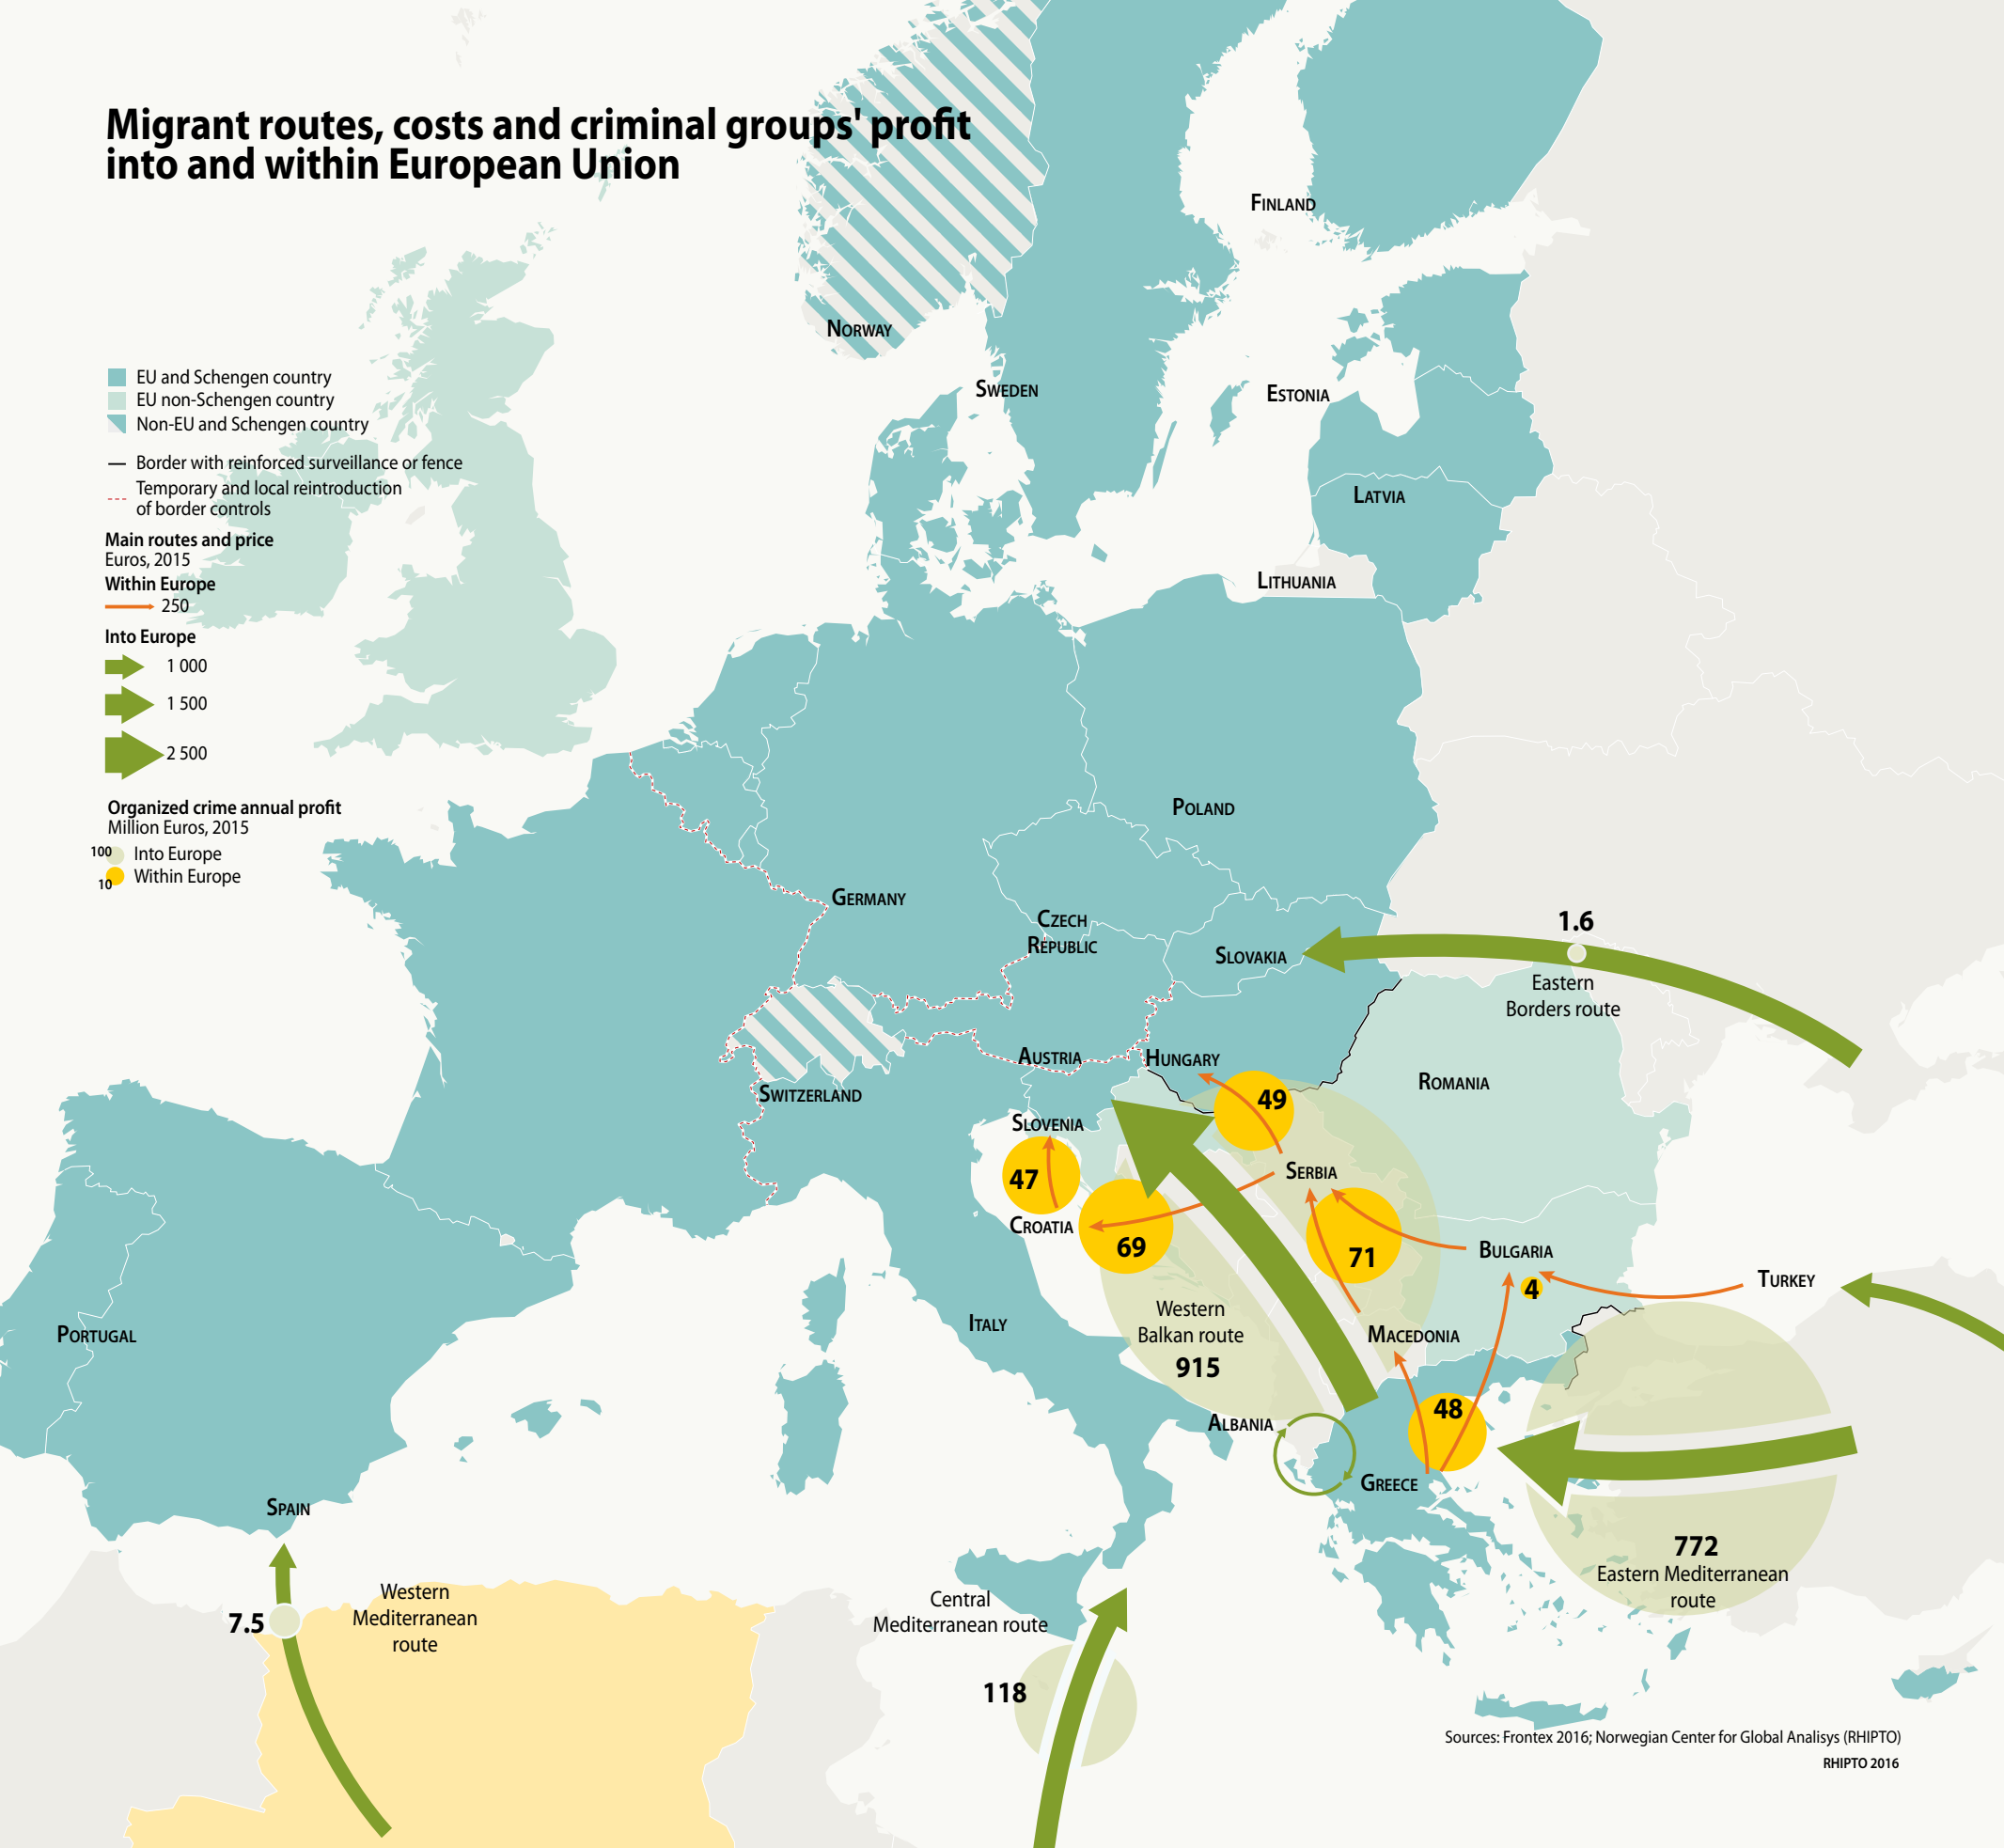 Migrant routes, costs and criminal groups' profit
into and within European Union
EU and Schengen country
EU non-Schengen country
Non-EU and Schengen country
Border with reinforced surveillance or fence
Temporary and local reintroduction
of border controls
Main routes and price
Euros, 2015
Within Europe
250
Into Europe
1 000
1 500
2 500
Organized crime annual profit
Million Euros, 2015
100
Into Europe
10
Within Europe
Finland
Norway
Sweden
Estonia
Latvia
Lithuania
Poland
Germany
Czech
Republic
Slovakia
1.6
Eastern
Borders route
Austria
Hungary
Romania
Switzerland
Slovenia
49
47
Serbia
Croatia
69
71
Bulgaria
4
Turkey
Western
Balkan route
915
Italy
Macedonia
Portugal
Albania
48
Greece
Spain
772
Eastern Mediterranean
route
Western
Mediterranean
route
7.5
Central
Mediterranean route
118
Sources: Frontex 2016; Norwegian Center for Global Analisys (RHIPTO)
RHIPTO 2016